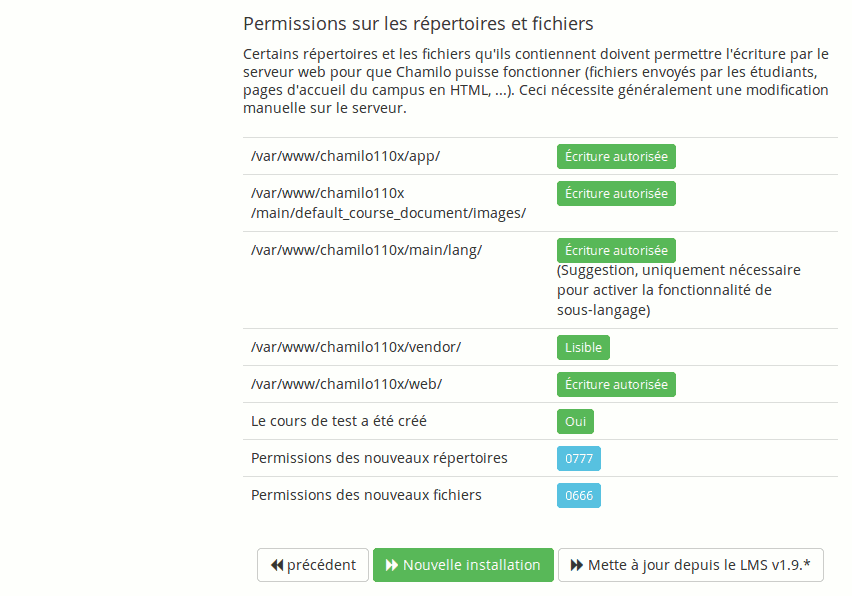 Permissions sur les répertoires et fichiers
Certains répertoires et les fichiers qu'ils contiennent doivent permettre l'écriture par le
serveur web pour que Chamilo puisse fonctionner (fichiers envoyés par les étudiants,
pages d'accueil du campus en HTML, ...). Ceci nécessite généralement une modification
manuelle sur le serveur.
/var/www/chamilo110x/app/ Écriture autorisée
/var/www/chamilo110x Écriture autorisée
/main/default_course_document/images/
/var/www/chamilo110x/main/lang/ Écriture autorisée
(Suggestion, uniquement nécessaire
pour activer la fonctionnalité de
sous-langage)
/var/www/chamilo110x/vendor/ Lisible
/var/www/chamilo110x/web/ Écriture autorisée
Le cours de test a été créé Oui
Permissions des nouveaux répertoires 0777
Permissions des nouveaux fichiers 0666
précédent Nouvelle installation Mette à jour depuis le LMS v1.9.*